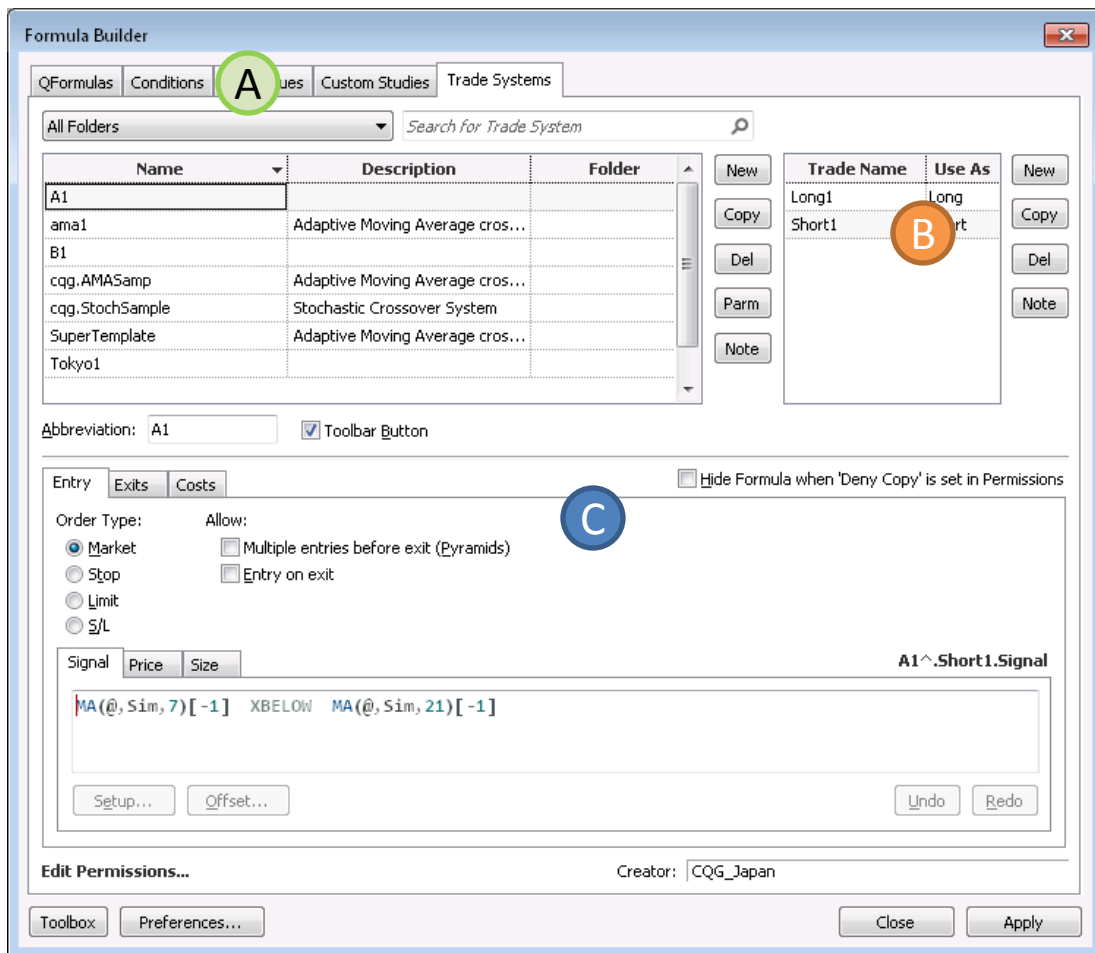 Formula Builder
QFormulas Conditions A ues Custom Studies Trade Systems
All Folders Search for Trade System
Name Description Folder New Trade Name Use As New
A1 Long1 Long
ama1 Adaptive Moving Average cros... Copy Short1 B rt Copy
B1 Del Del
cqg.AMASamp Adaptive Moving Average cros...
cqg.StochSample Stochastic Crossover System Parm Note
SuperTemplate Adaptive Moving Average cros...
Tokyo1 Note
Abbreviation: A1 Toolbar Button
Entry Exits Costs Hide Formula when 'Deny Copy' is set in Permissions
Order Type: Allow: C
Market Multiple entries before exit (Pyramids)
Stop Entry on exit
Limit
S/L
Signal Price Size A1^.Short1.Signal
MA(@,Sim,7)[-1] XBELOW MA(@,Sim,21)[-1]
Setup... Offset... Undo Redo
Edit Permissions... Creator: CQG_Japan
Toolbox Preferences... Close Apply